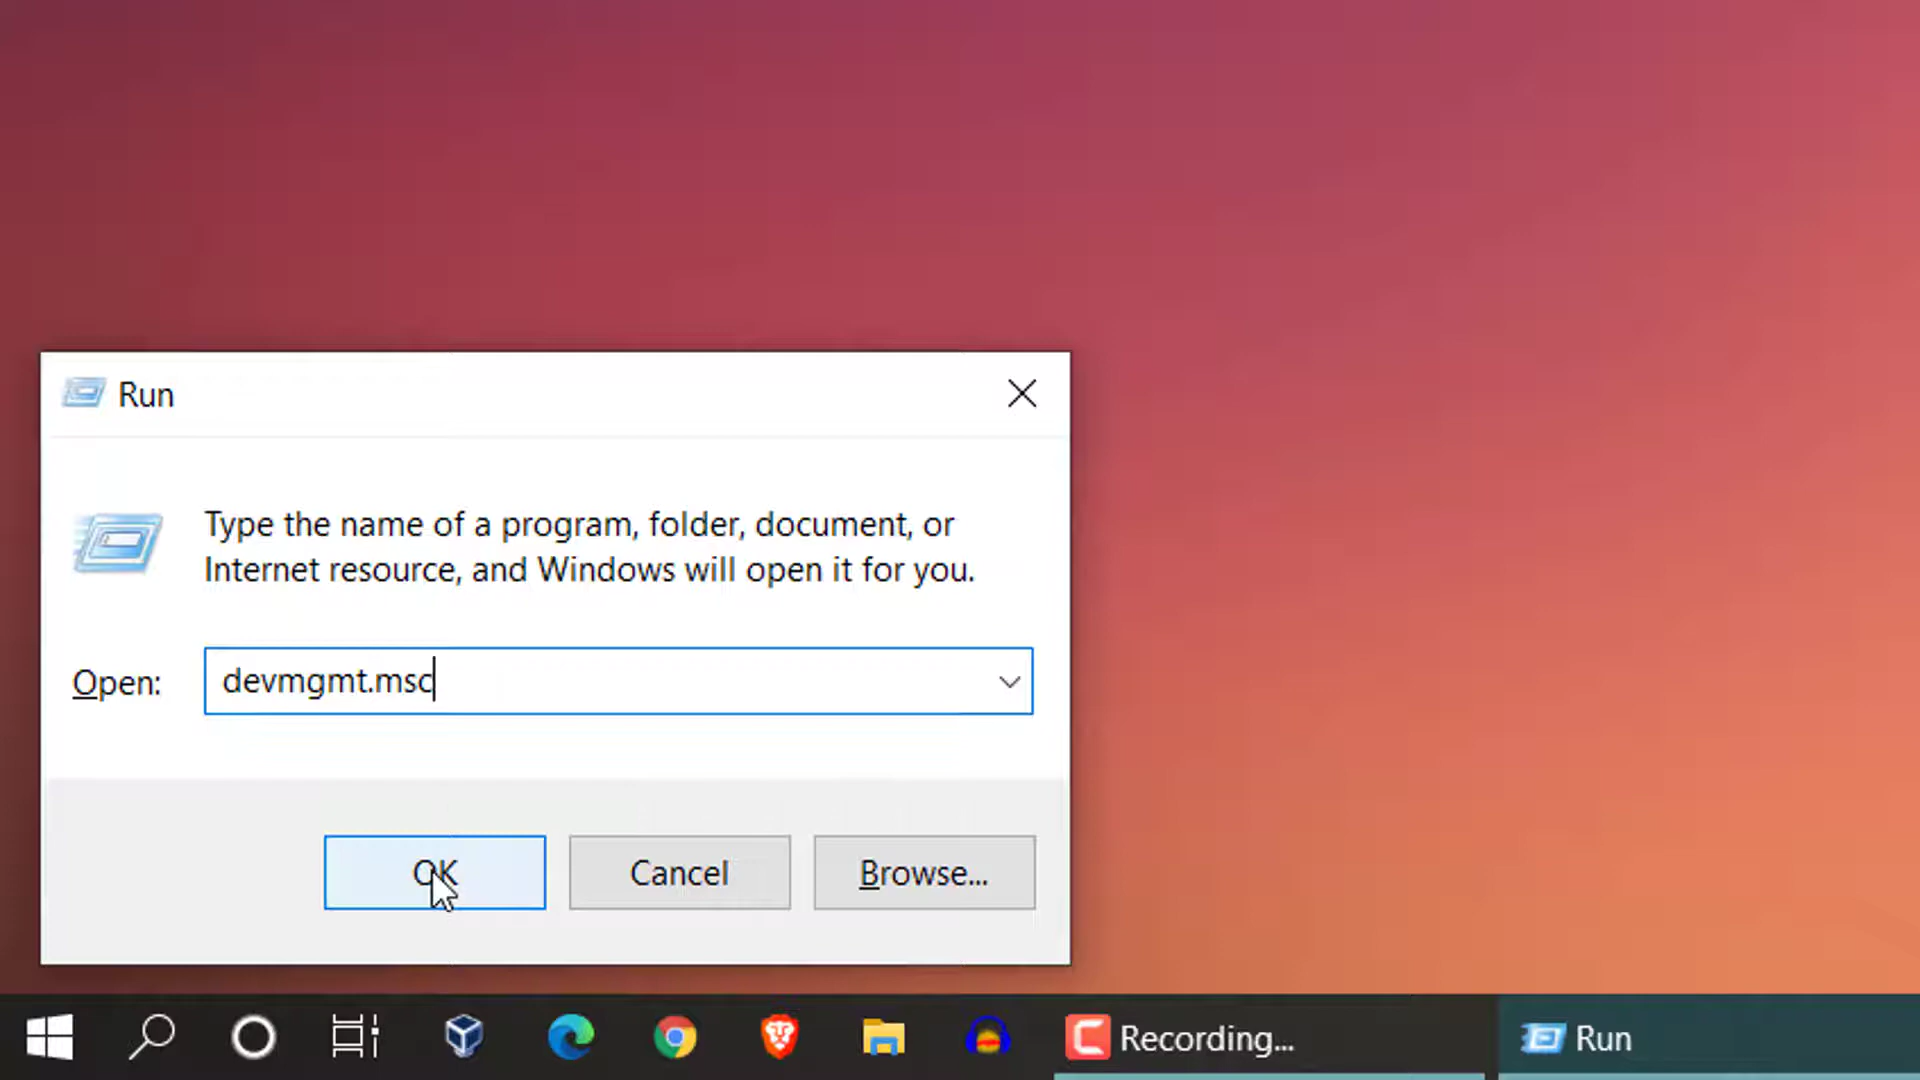 Run
Type the name of a program, folder, document, or
Internet resource, and Windows will open it for you.
Open:
devmgmt.msc
OK
Cancel
Browse...
Recording...
Run